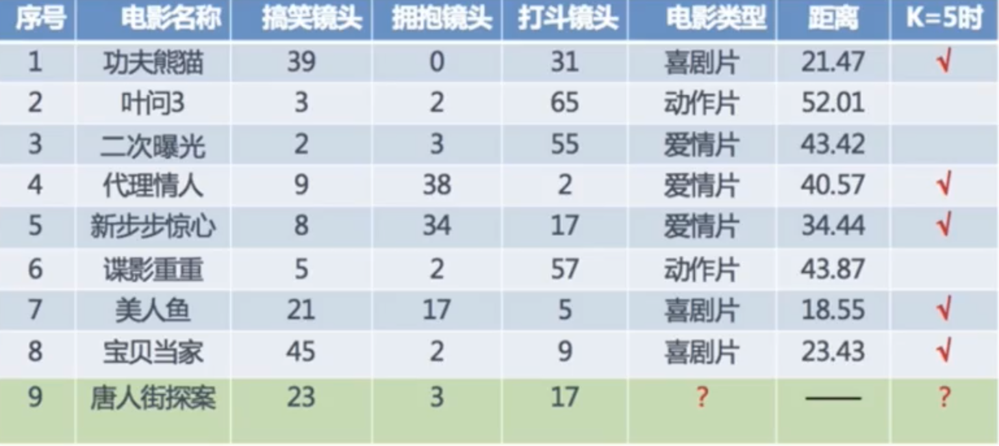 序号 电影名称 搞笑镜头 拥抱镜头 打斗镜头 电影类型 距离 K=5时
1 功夫熊猫 39 0 31 喜剧片 21.47 √
2 叶问3 3 2 65 动作片 52.01
3 二次曝光 2 3 55 爱情片 43.42
4 代理情人 9 38 2 爱情片 40.57 √
5 新步步惊心 8 34 17 爱情片 34.44 √
6 谍影重重 5 2 57 动作片 43.87
7 美人鱼 21 17 5 喜剧片 18.55 √
8 宝贝当家 45 2 9 喜剧片 23.43 √
9 唐人街探案 23 3 17 ? —— ?